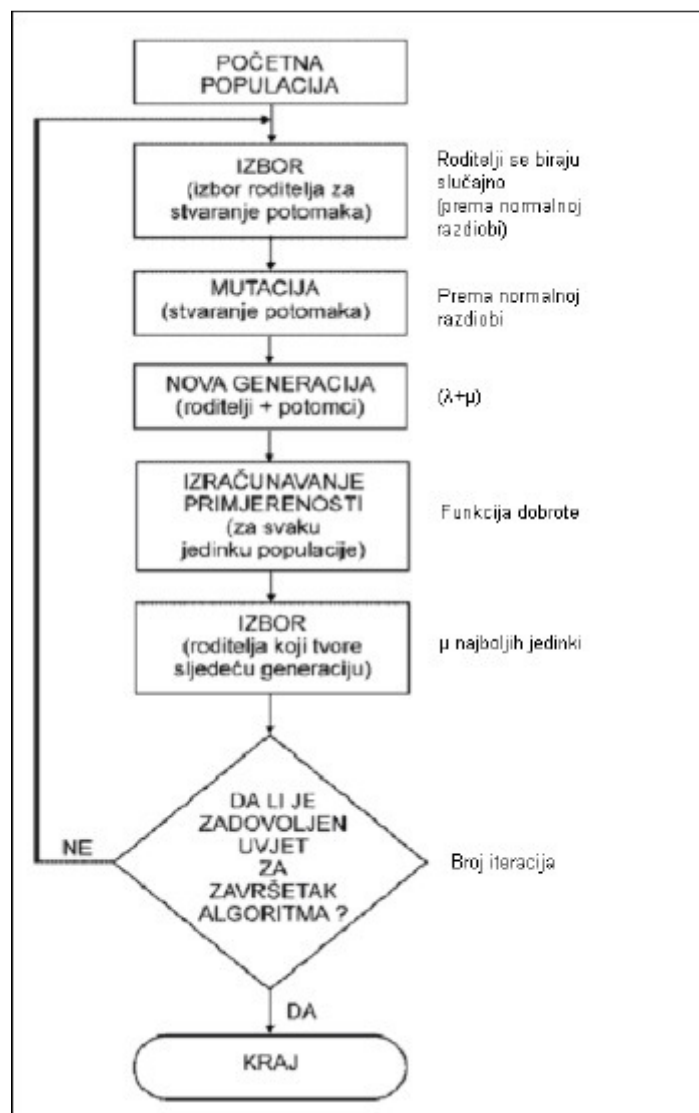 POČETNA
POPULACIJA
IZBOR
(izbor roditelja za
stvaranje potomaka)
Roditelji se biraju
slučajno
(prema normalnoj
razdiobi)
MUTACIJA
(stvaranje potomaka)
Prema normalnoj
razdiobi
NOVA GENERACIJA
(roditelji + potomci)
(λ+μ)
IZRAČUNAVANJE
PRIMJERENOSTI
(za svaku
jedinku populacije)
Funkcija dobrote
IZBOR
(roditelja koji tvore
sljedeću generaciju)
μ najboljih jedinki
DA LI JE
ZADOVOLJEN
UVJET
ZA
ZAVRŠETAK
ALGORITMA ?
NE
Broj iteracija
DA
KRAJ